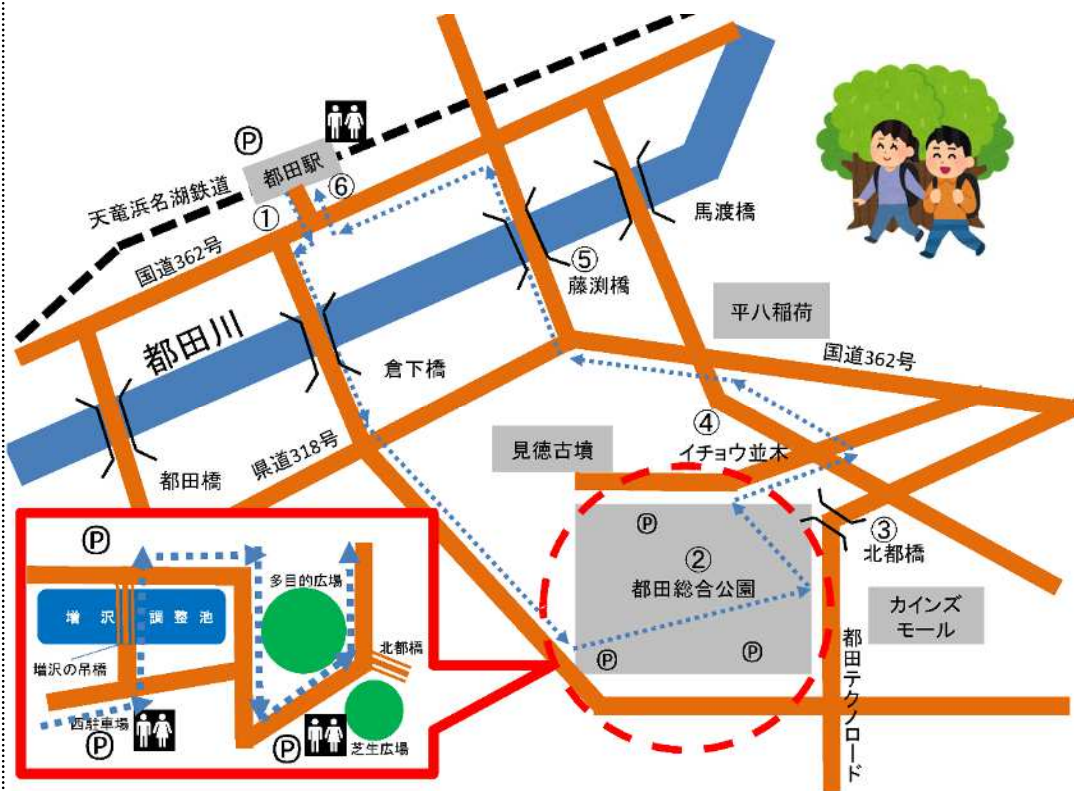 Ⓟ
都田駅
⑥
①
天竜浜名湖鉄道
国道362号
馬渡橋
⑤
藤渕橋
平八稲荷
都田川
倉下橋
国道362号
④
イチョウ並木
見徳古墳
県道318号
都田橋
Ⓟ
③
北都橋
②
都田総合公園
カインズ
モール
Ⓟ
Ⓟ
都田テクノロード
Ⓟ
多目的広場
増沢 調整池
北都橋
増沢の吊橋
西駐車場
Ⓟ
Ⓟ
芝生広場